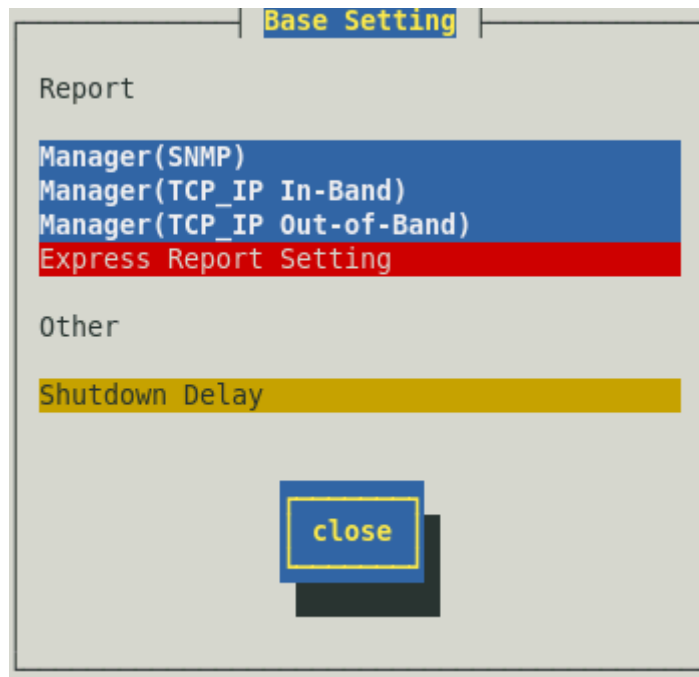 Base Setting
Report
Manager(SNMP)
Manager(TCP_IP In-Band)
Manager(TCP_IP Out-of-Band)
Express Report Setting
Other
Shutdown Delay
close